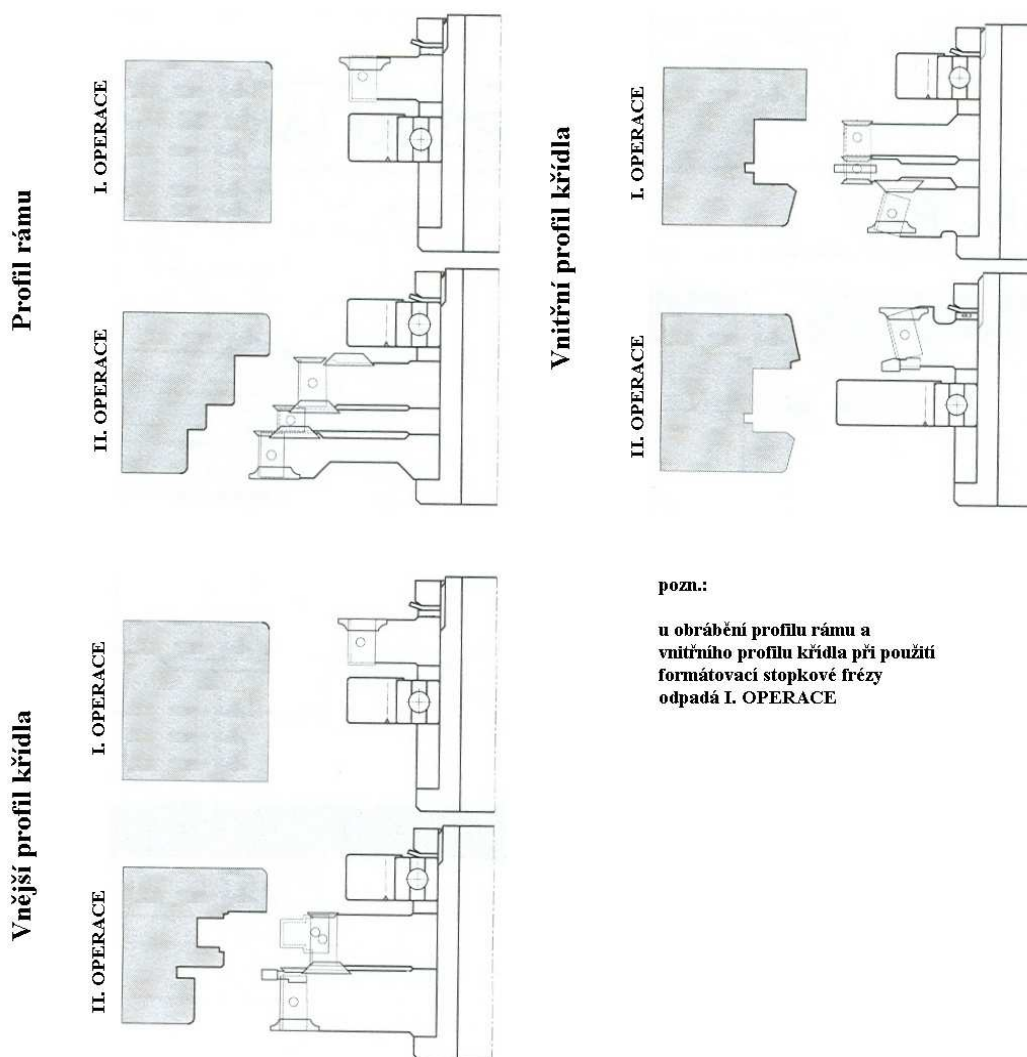 Profil rámu
I. OPERACE
II. OPERACE
Vnitřní profil křídla
I. OPERACE
II. OPERACE
Vnější profil křídla
I. OPERACE
II. OPERACE
pozn.:
u obrábění profilu rámu a
vnitřního profilu křídla při použití
formátovací stopkové frézy
odpadá I. OPERACE